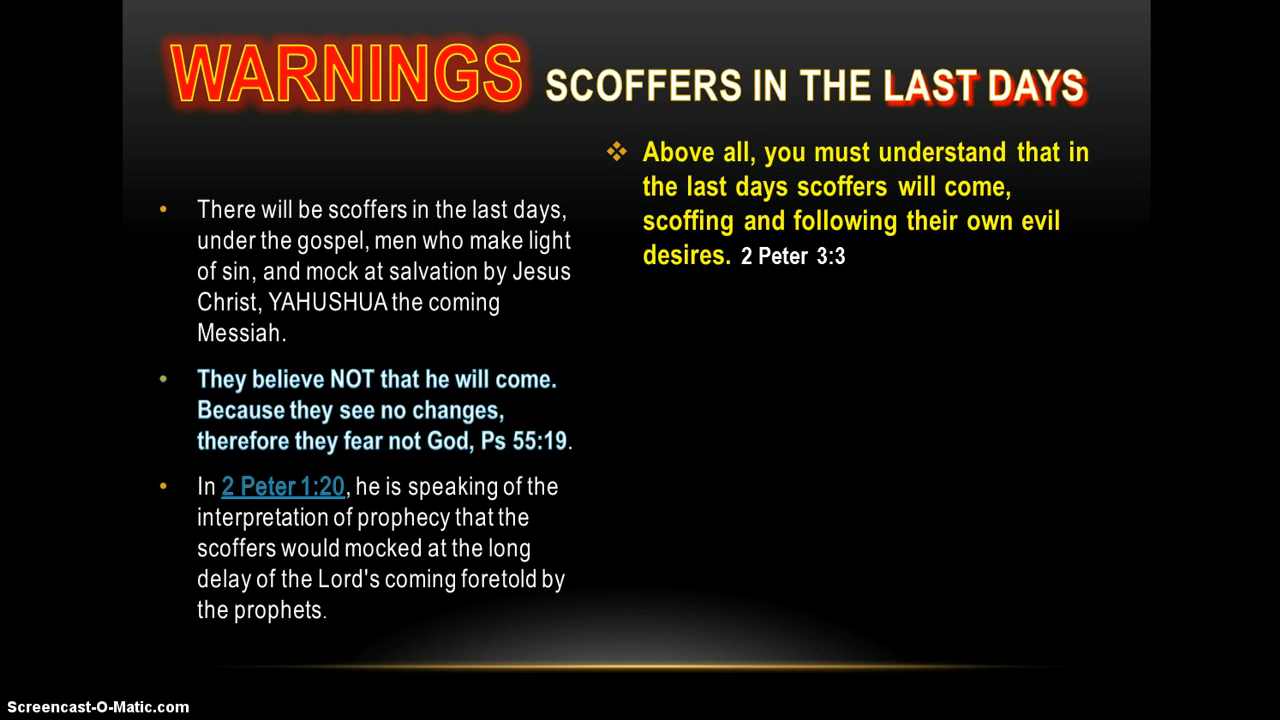 WARNINGS SCOFFERS IN THE LAST DAYS
• There will be scoffers in the last days,
under the gospel, men who make light
of sin, and mock at salvation by Jesus
Christ, YAHUSHUA the coming
Messiah.
• They believe NOT that he will come.
Because they see no changes,
therefore they fear not God, Ps 55:19.
• In 2 Peter 1:20, he is speaking of the
interpretation of prophecy that the
scoffers would mocked at the long
delay of the Lord's coming foretold by
the prophets.
❖ Above all, you must understand that in
the last days scoffers will come,
scoffing and following their own evil
desires. 2 Peter 3:3
Screencast-O-Matic.com